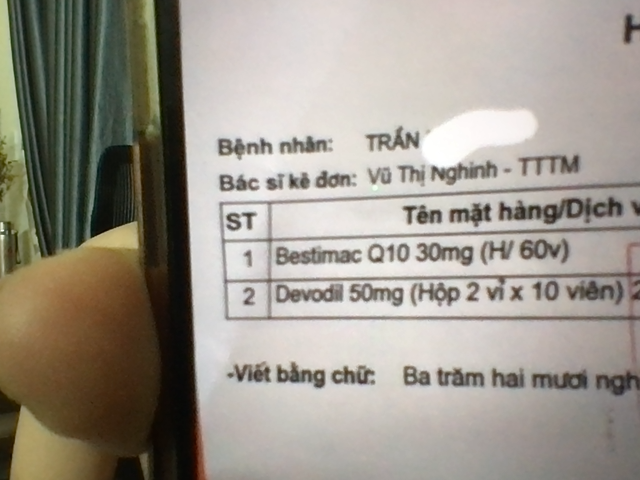 H
Bệnh nhân: TRẦN
Bác sĩ kê đơn: Vũ Thị Nghinh - TTTM
ST Tên mặt hàng/Dịch v
1 Bestimac Q10 30mg (H/ 60v)
2 Devodil 50mg (Hộp 2 vỉ x 10 viên) 2
-Viết bằng chữ: Ba trăm hai mươi ngh